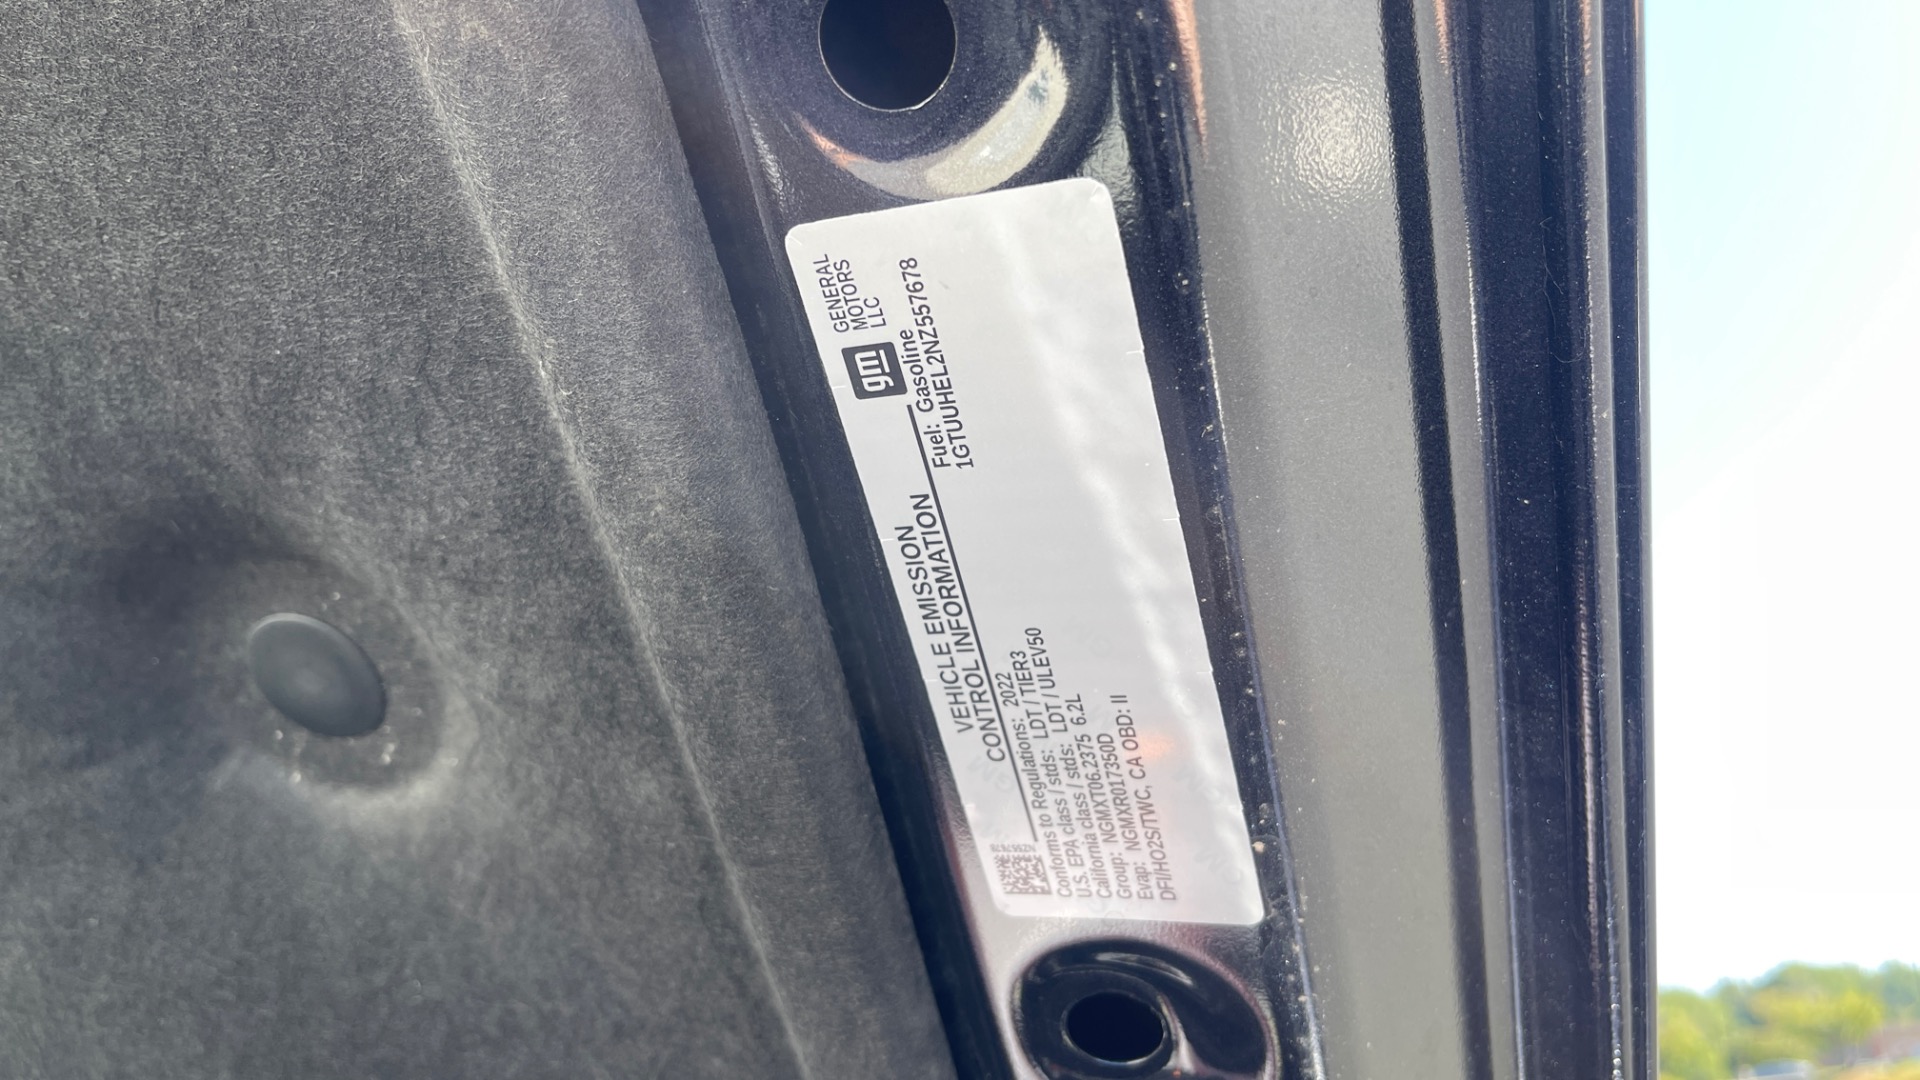 gm GENERAL
MOTORS
LLC
VEHICLE EMISSION
CONTROL INFORMATION
Fuel: Gasoline
1GTUUHEL2NZ557678
Conforms to Regulations: 2022
U.S. EPA class / stds: LDT / TIER3
California class / stds: LDT / ULEV50
Group: NGMXT06.2375 6.2L
Evap: NGMXR017350D
DFI/HO2S/TWC, CA OBD: II